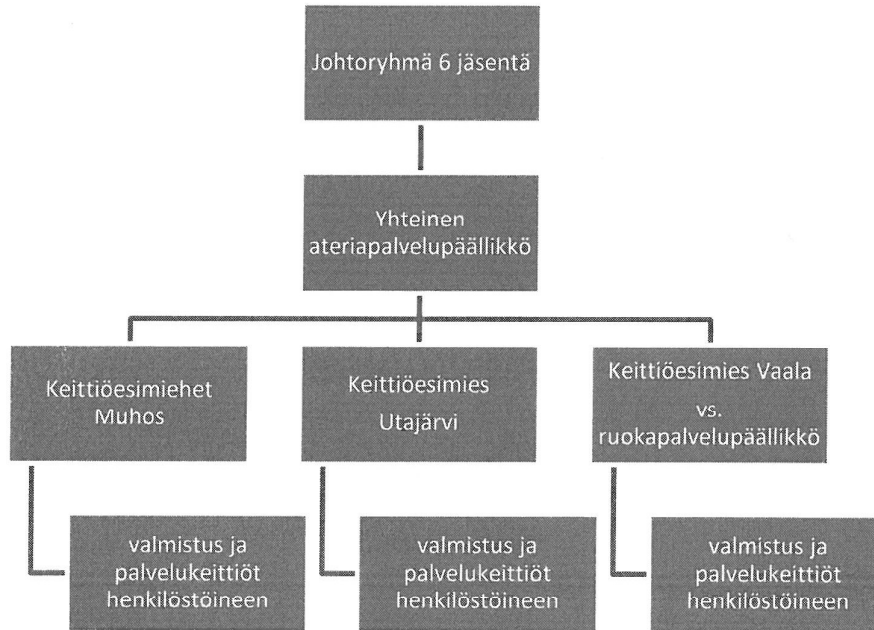 Johtoryhmä 6 jäsentä
Yhteinen
ateriapalvelupäällikkö
Keittiöesimiehet
Muhos
Keittiöesimies
Utajärvi
Keittiöesimies Vaala
vs.
ruokapalvelupäällikkö
valmistus ja
palvelukeittiöt
henkilöstöineen
valmistus ja
palvelukeittiöt
henkilöstöineen
valmistus ja
palvelukeittiöt
henkilöstöineen